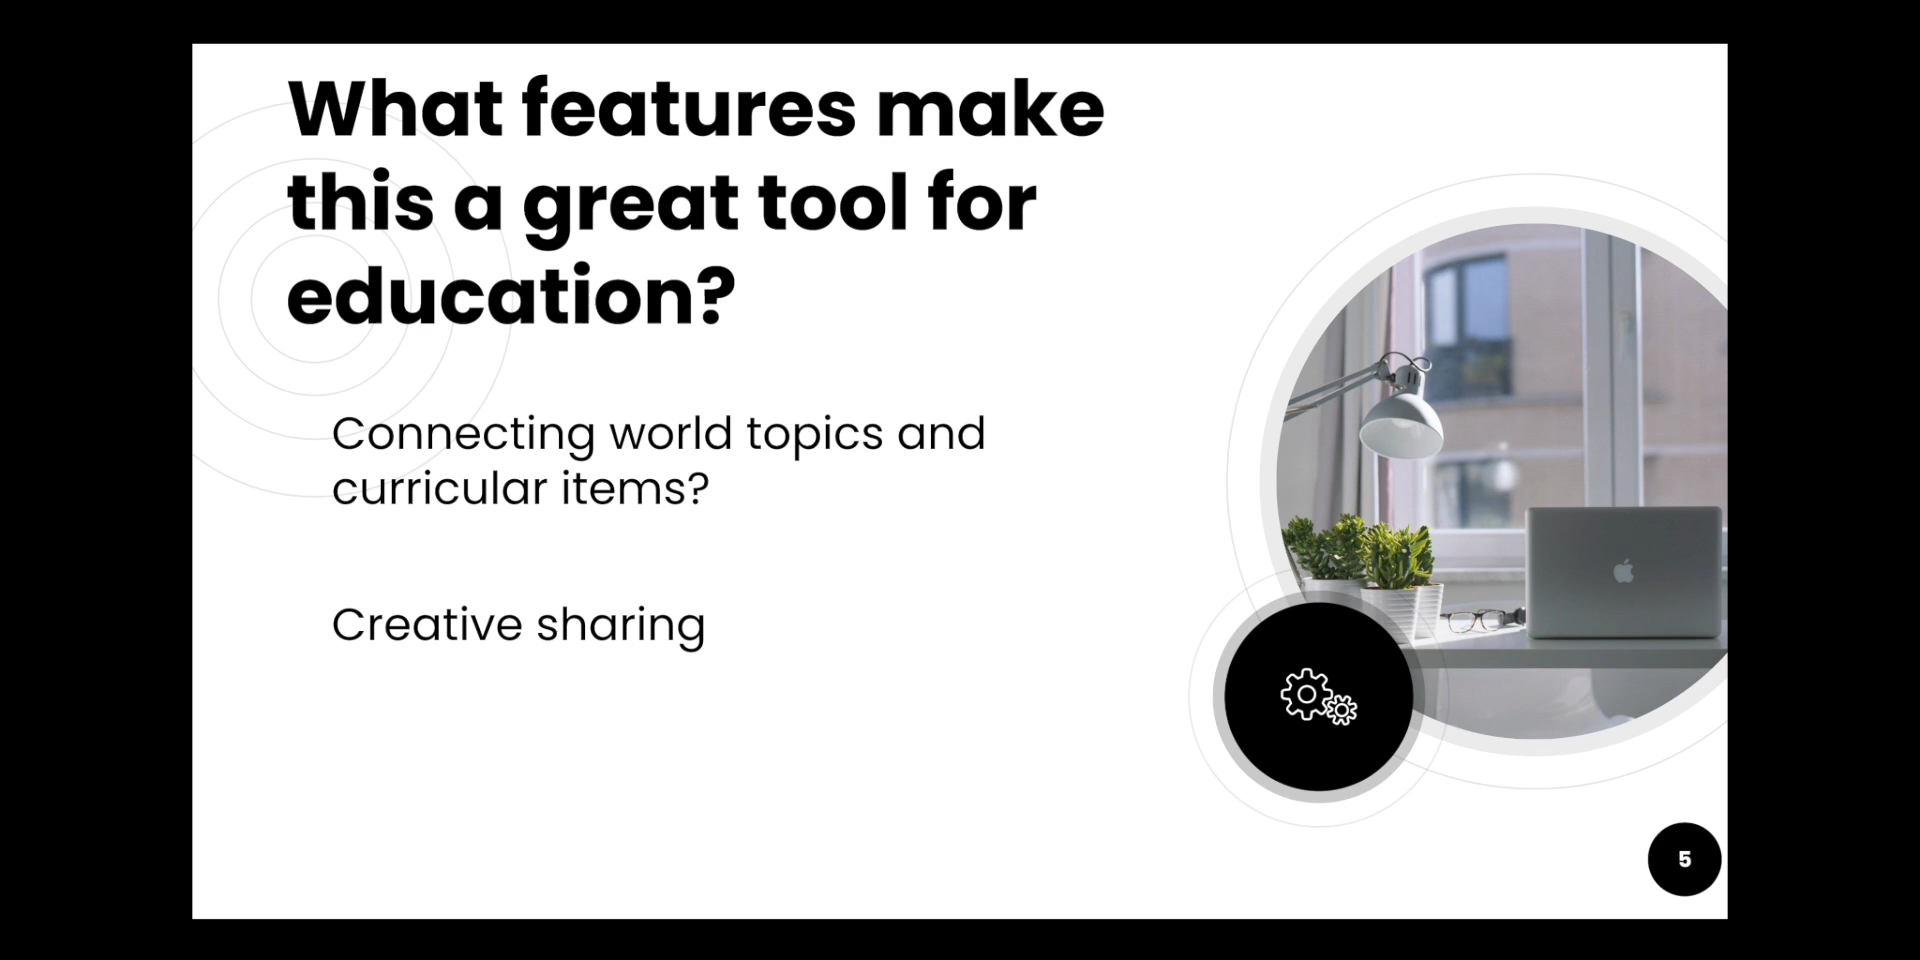 What features make
this a great tool for
education?
Connecting world topics and
curricular items?
Creative sharing
5